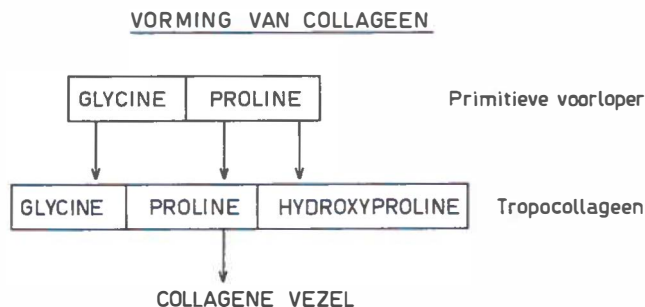 VORMING VAN COLLAGEEN
GLYCINE PROLINE Primitieve voorloper
GLYCINE PROLINE HYDROXYPROLINE Tropocollageen
COLLAGENE VEZEL